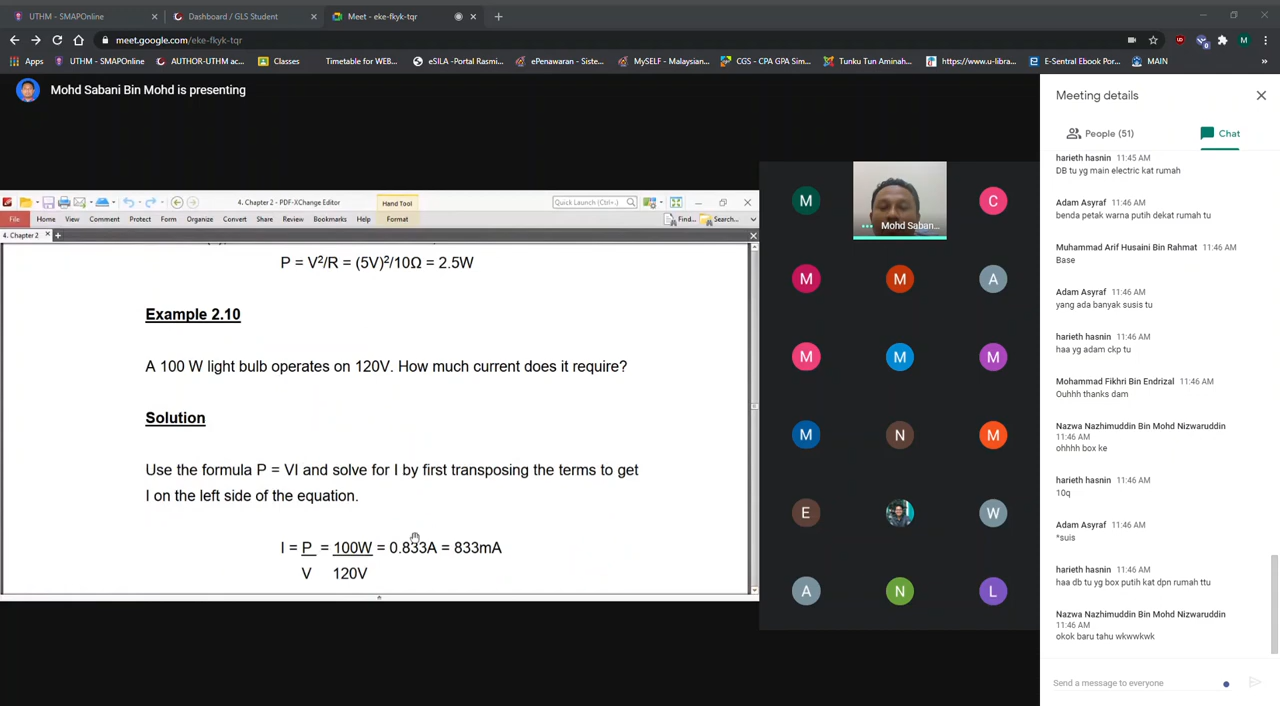 UTHM - SMAPOnline
Dashboard / GLS Student
Meet - eke-fkyk-tqr
meet.google.com/eke-fkyk-tqr
M
Apps
UTHM - SMAPOnline
AUTHOR-UTHM ac...
Classes
Timetable for WEB...
eSILA -Portal Rasmi...
ePenawaran - Siste...
MySELF - Malaysian...
CGS - CPA GPA Sim...
Tunku Tun Aminah...
https://www.u-libra...
E-Sentral Ebook Por...
MAIN
»
Mohd Sabani Bin Mohd is presenting
4. Chapter 2 - PDF-XChange Editor
Hand Tool
Quick Launch (Ctrl+.)
File
Home
View
Comment
Protect
Form
Organize
Convert
Share
Review
Bookmarks
Help
Format
Find...
Search...
4. Chapter 2
P = V²/R = (5V)²/10Ω = 2.5W
Example 2.10
A 100 W light bulb operates on 120V. How much current does it require?
Solution
Use the formula P = VI and solve for I by first transposing the terms to get
I on the left side of the equation.
I = P = 100W = 0.833A = 833mA
V 120V
M
Mohd Saban...
C
M
M
A
M
M
M
M
N
M
E
W
A
N
L
Meeting details
People (51)
Chat
harieth hasnin 11:45 AM
DB tu yg main electric kat rumah
Adam Asyraf 11:46 AM
benda petak warna putih dekat rumah tu
Muhammad Arif Husaini Bin Rahmat 11:46 AM
Base
Adam Asyraf 11:46 AM
yang ada banyak susis tu
harieth hasnin 11:46 AM
haa yg adam ckp tu
Mohammad Fikhri Bin Endrizal 11:46 AM
Ouhhh thanks dam
Nazwa Nazhimuddin Bin Mohd Nizwaruddin
11:46 AM
ohhhh box ke
harieth hasnin 11:46 AM
10q
Adam Asyraf 11:46 AM
*suis
harieth hasnin 11:46 AM
haa db tu yg box putih kat dpn rumah ttu
Nazwa Nazhimuddin Bin Mohd Nizwaruddin
11:46 AM
okok baru tahu wkwwkwk
Send a message to everyone